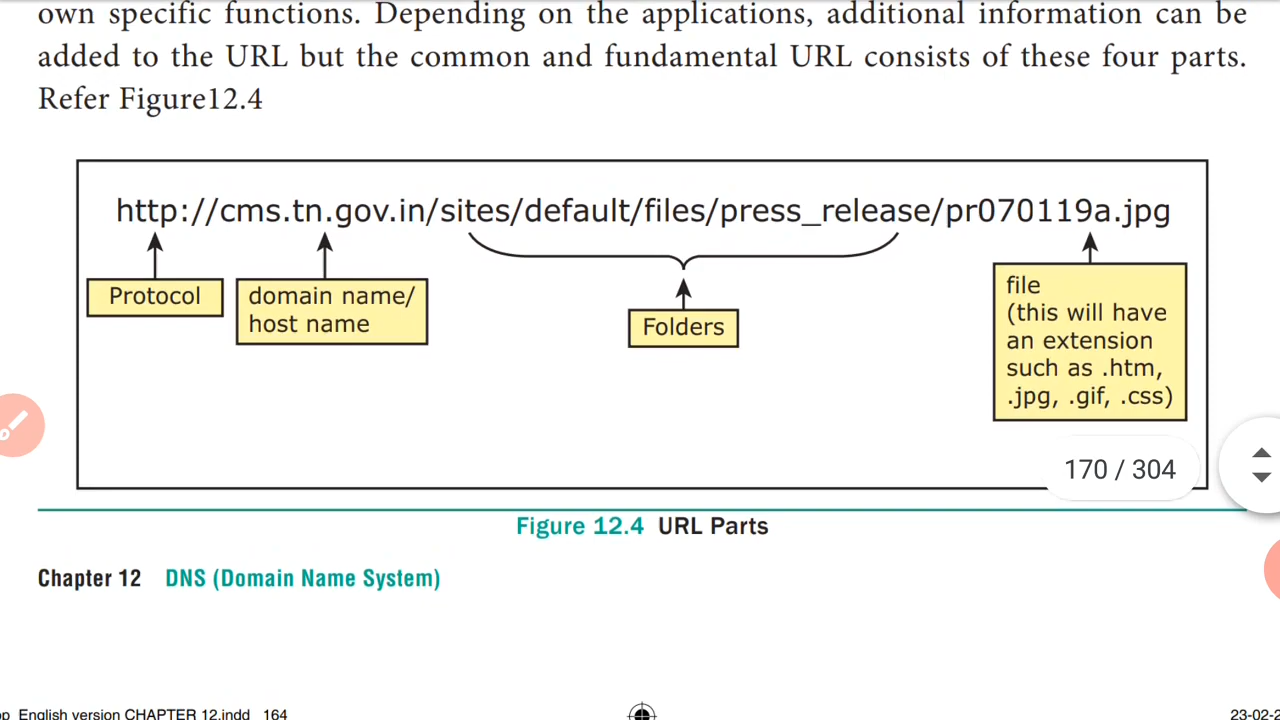 own specific functions. Depending on the applications, additional information can be
added to the URL but the common and fundamental URL consists of these four parts.
Refer Figure12.4
http://cms.tn.gov.in/sites/default/files/press_release/pr070119a.jpg
Protocol
domain name/
host name
Folders
file
(this will have
an extension
such as .htm,
.jpg, .gif, .css)
170 / 304
Figure 12.4 URL Parts
Chapter 12 DNS (Domain Name System)
English version CHAPTER 12.indd 164
23-02-2